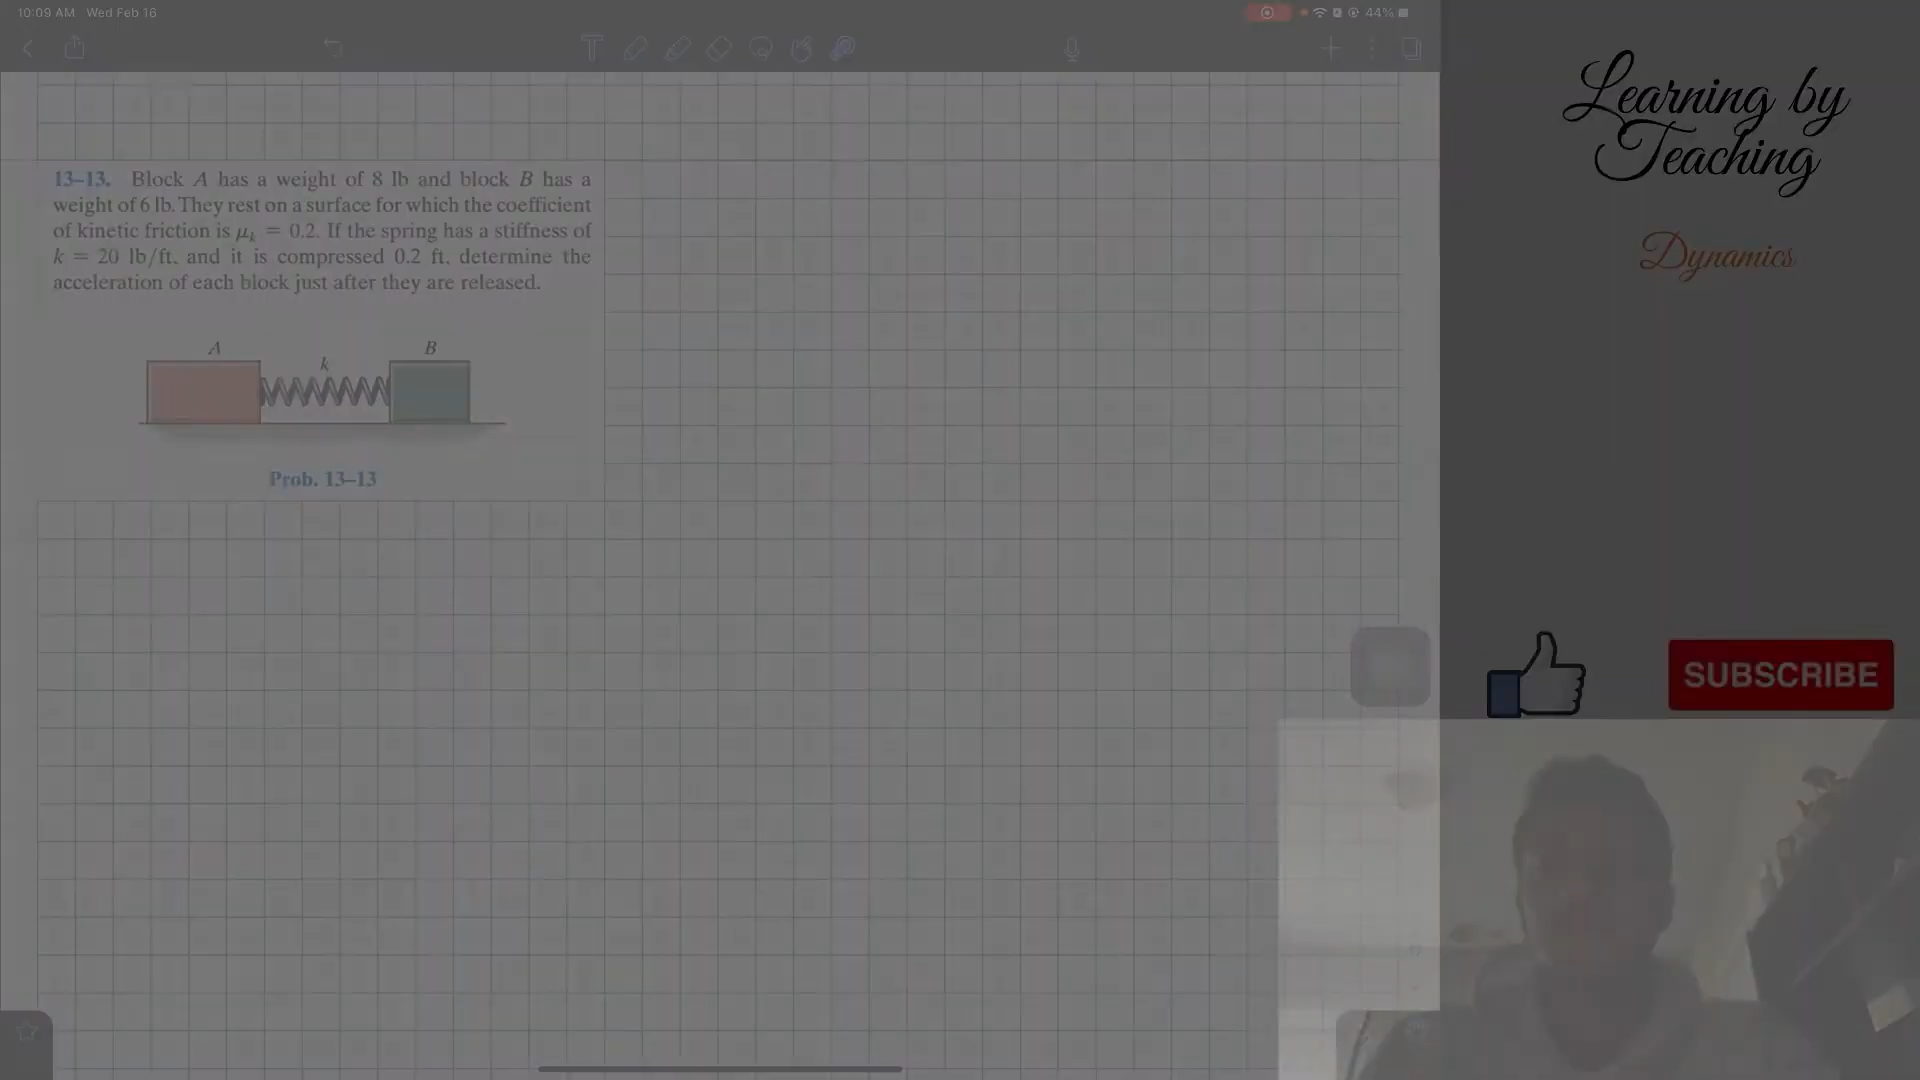 10:09 AM Wed Feb 16
44%
Learning by
Teaching
Dynamics
13–13. Block A has a weight of 8 lb and block B has a
weight of 6 lb. They rest on a surface for which the coefficient
of kinetic friction is μk = 0.2. If the spring has a stiffness of
k = 20 lb/ft, and it is compressed 0.2 ft, determine the
acceleration of each block just after they are released.
A
k
B
Prob. 13–13
SUBSCRIBE